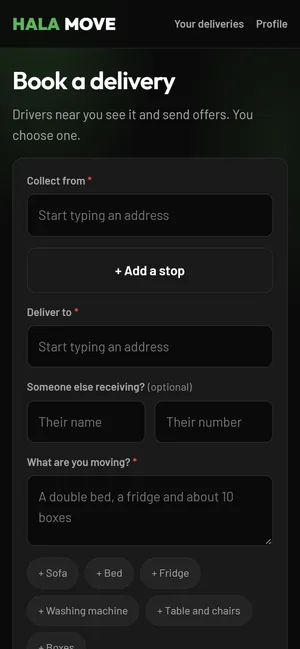 HALA MOVE
Your deliveries Profile
Book a delivery
Drivers near you see it and send offers. You
choose one.
Collect from *
Start typing an address
+ Add a stop
Deliver to *
Start typing an address
Someone else receiving? (optional)
Their name Their number
What are you moving? *
A double bed, a fridge and about 10
boxes
+ Sofa + Bed + Fridge
+ Washing machine + Table and chairs
+ Boxes